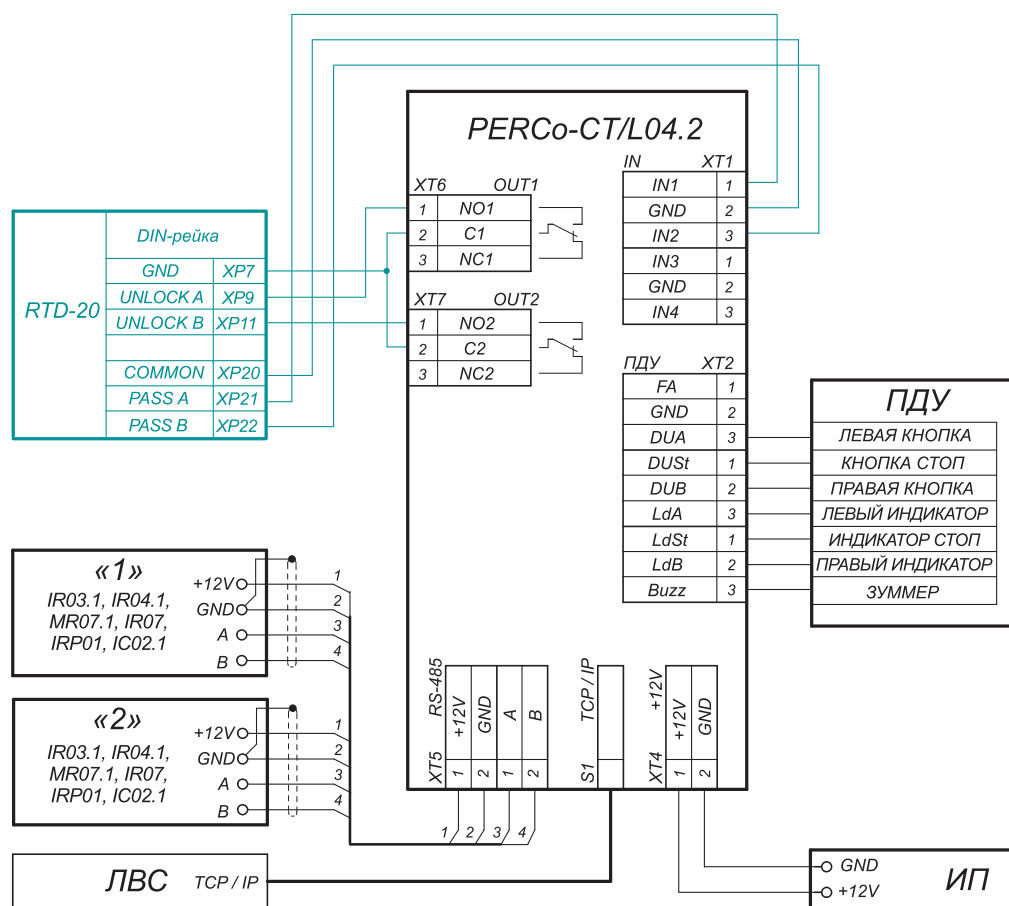 PERCo-CT/L04.2
IN XT1
IN1 1
GND 2
IN2 3
IN3 1
GND 2
IN4 3
XT6 OUT1
1 NO1
2 C1
3 NC1
XT7 OUT2
1 NO2
2 C2
3 NC2
RTD-20
DIN-рейка
GND XP7
UNLOCK A XP9
UNLOCK B XP11
COMMON XP20
PASS A XP21
PASS B XP22
ПДУ XT2
FA 1
GND 2
DUA 3
DUSt 1
DUB 2
LdA 3
LdSt 1
LdB 2
Buzz 3
ПДУ
ЛЕВАЯ КНОПКА
КНОПКА СТОП
ПРАВАЯ КНОПКА
ЛЕВЫЙ ИНДИКАТОР
ИНДИКАТОР СТОП
ПРАВЫЙ ИНДИКАТОР
ЗУММЕР
«1»
IR03.1, IR04.1,
MR07.1, IR07,
IRP01, IC02.1
+12V 1
GND 2
A 3
B 4
«2»
IR03.1, IR04.1,
MR07.1, IR07,
IRP01, IC02.1
+12V 1
GND 2
A 3
B 4
XT5 RS-485
1 +12V
2 GND
1 A
2 B
1 2 3 4
S1 TCP / IP
XT4 +12V
1 +12V
2 GND
ЛВС TCP / IP
GND
+12V
ИП